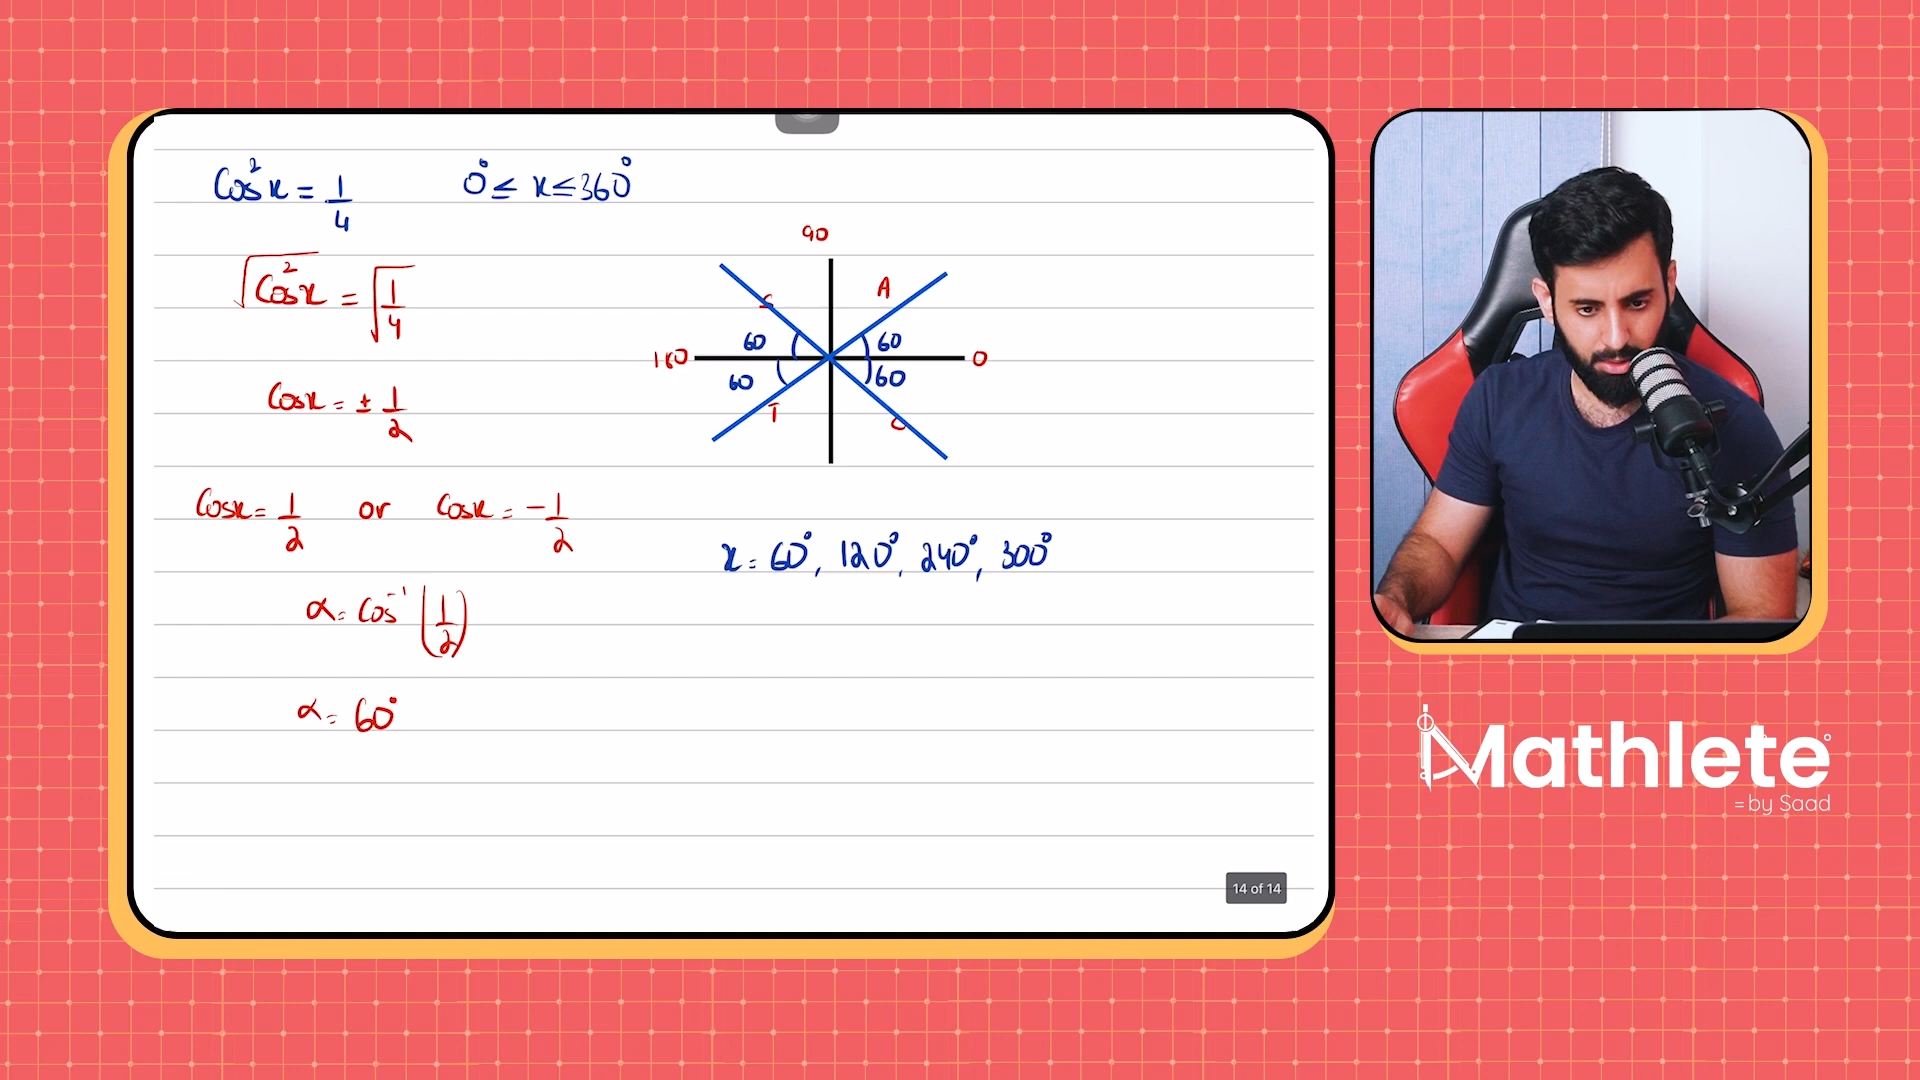 Cos²x = 1/4    0° ≤ x ≤ 360°
√Cos²x = √1/4
Cosx = ± 1/2
Cosx = 1/2 or Cosx = -1/2
α = Cos⁻¹ (1/2)
α = 60°
90
S A
60 60
180 0
60 60
T C
x = 60°, 120°, 240°, 300°
14 of 14
Mathlete
= by Saad